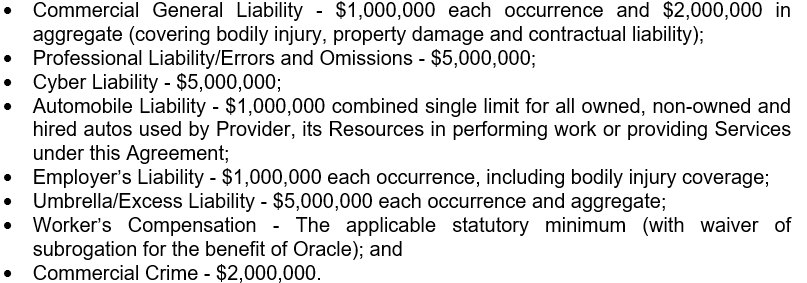 • Commercial General Liability - $1,000,000 each occurrence and $2,000,000 in
aggregate (covering bodily injury, property damage and contractual liability);
• Professional Liability/Errors and Omissions - $5,000,000;
• Cyber Liability - $5,000,000;
• Automobile Liability - $1,000,000 combined single limit for all owned, non-owned and
hired autos used by Provider, its Resources in performing work or providing Services
under this Agreement;
• Employer’s Liability - $1,000,000 each occurrence, including bodily injury coverage;
• Umbrella/Excess Liability - $5,000,000 each occurrence and aggregate;
• Worker’s Compensation - The applicable statutory minimum (with waiver of
subrogation for the benefit of Oracle); and
• Commercial Crime - $2,000,000.